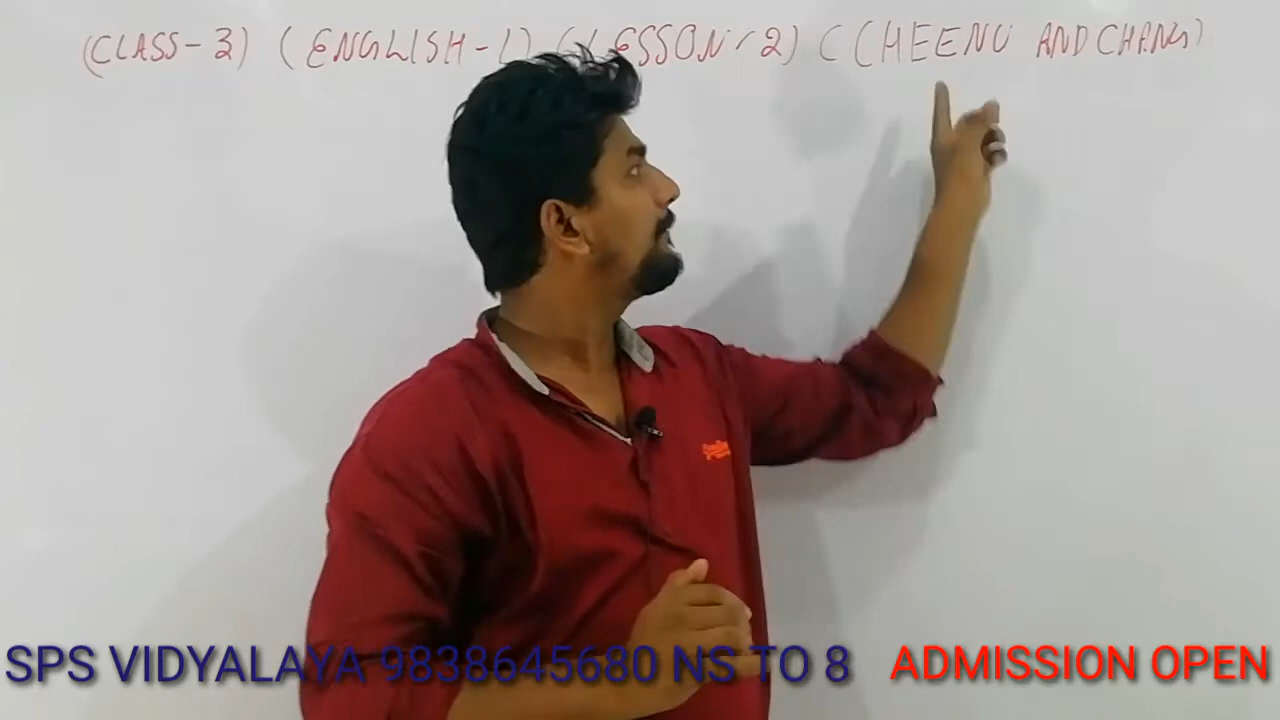 (CLASS-3) (ENGLISH-1) (LESSON-2) (CHEENU AND CHANG)
SPS VIDYALAYA 9838645680 NS TO 8 ADMISSION OPEN